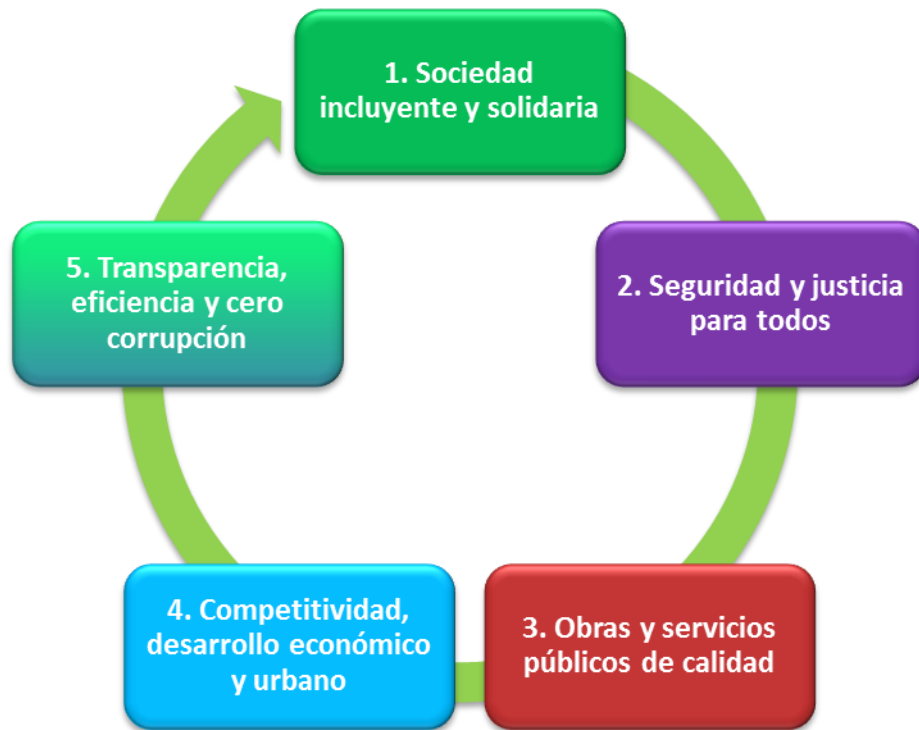 1. Sociedad
incluyente y solidaria
2. Seguridad y justicia
para todos
3. Obras y servicios
públicos de calidad
4. Competitividad,
desarrollo económico
y urbano
5. Transparencia,
eficiencia y cero
corrupción